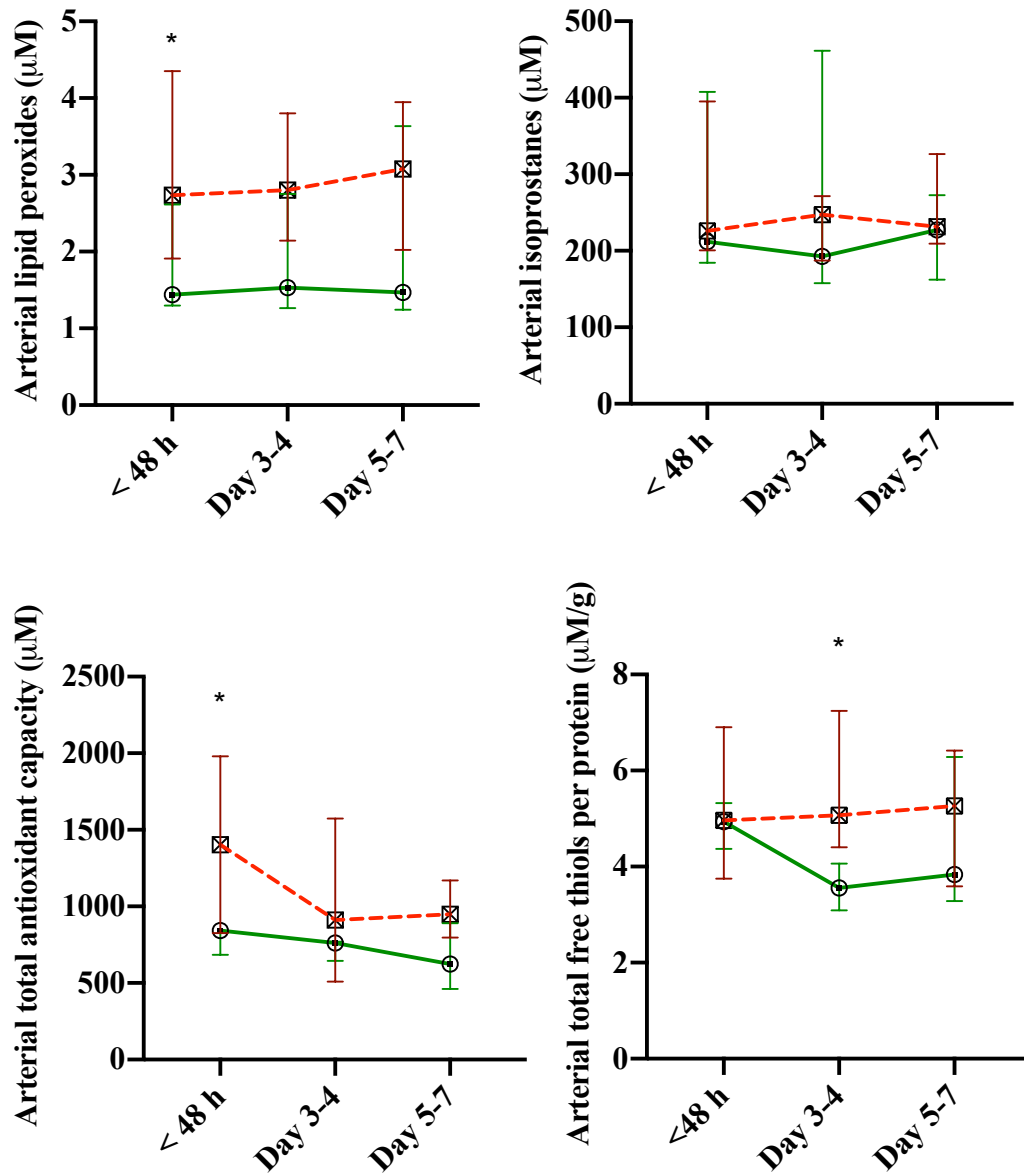 Arterial lipid peroxides (μM)
5
4
3
2
1
0
*
< 48 h
Day 3-4
Day 5-7
Arterial isoprostanes (μM)
500
400
300
200
100
0
< 48 h
Day 3-4
Day 5-7
Arterial total antioxidant capacity (μM)
2500
2000
1500
1000
500
0
*
< 48 h
Day 3-4
Day 5-7
Arterial total free thiols per protein (μM/g)
8
6
4
2
0
*
<48 h
Day 3-4
Day 5-7